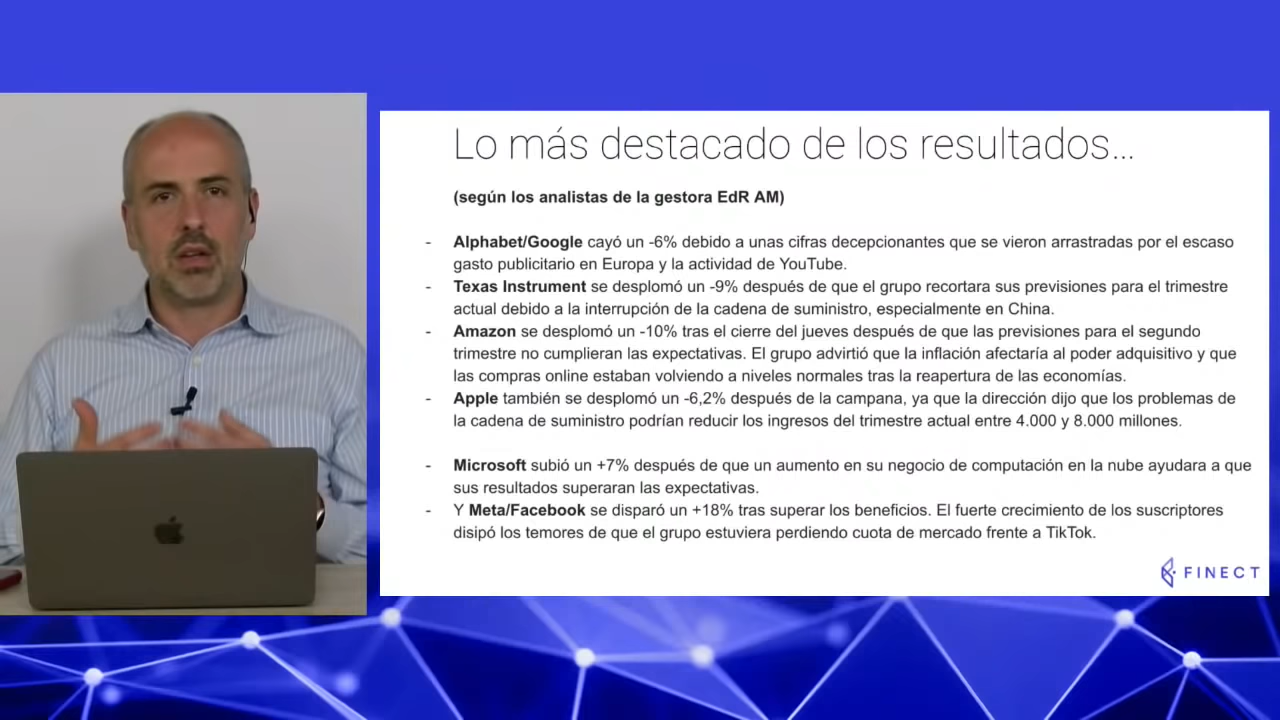 Lo más destacado de los resultados...
(según los analistas de la gestora EdR AM)
- Alphabet/Google cayó un -6% debido a unas cifras decepcionantes que se vieron arrastradas por el escaso
gasto publicitario en Europa y la actividad de YouTube.
- Texas Instrument se desplomó un -9% después de que el grupo recortara sus previsiones para el trimestre
actual debido a la interrupción de la cadena de suministro, especialmente en China.
- Amazon se desplomó un -10% tras el cierre del jueves después de que las previsiones para el segundo
trimestre no cumplieran las expectativas. El grupo advirtió que la inflación afectaría al poder adquisitivo y que
las compras online estaban volviendo a niveles normales tras la reapertura de las economías.
- Apple también se desplomó un -6,2% después de la campana, ya que la dirección dijo que los problemas de
la cadena de suministro podrían reducir los ingresos del trimestre actual entre 4.000 y 8.000 millones.
- Microsoft subió un +7% después de que un aumento en su negocio de computación en la nube ayudara a que
sus resultados superaran las expectativas.
- Y Meta/Facebook se disparó un +18% tras superar los beneficios. El fuerte crecimiento de los suscriptores
disipó los temores de que el grupo estuviera perdiendo cuota de mercado frente a TikTok.
FINECT